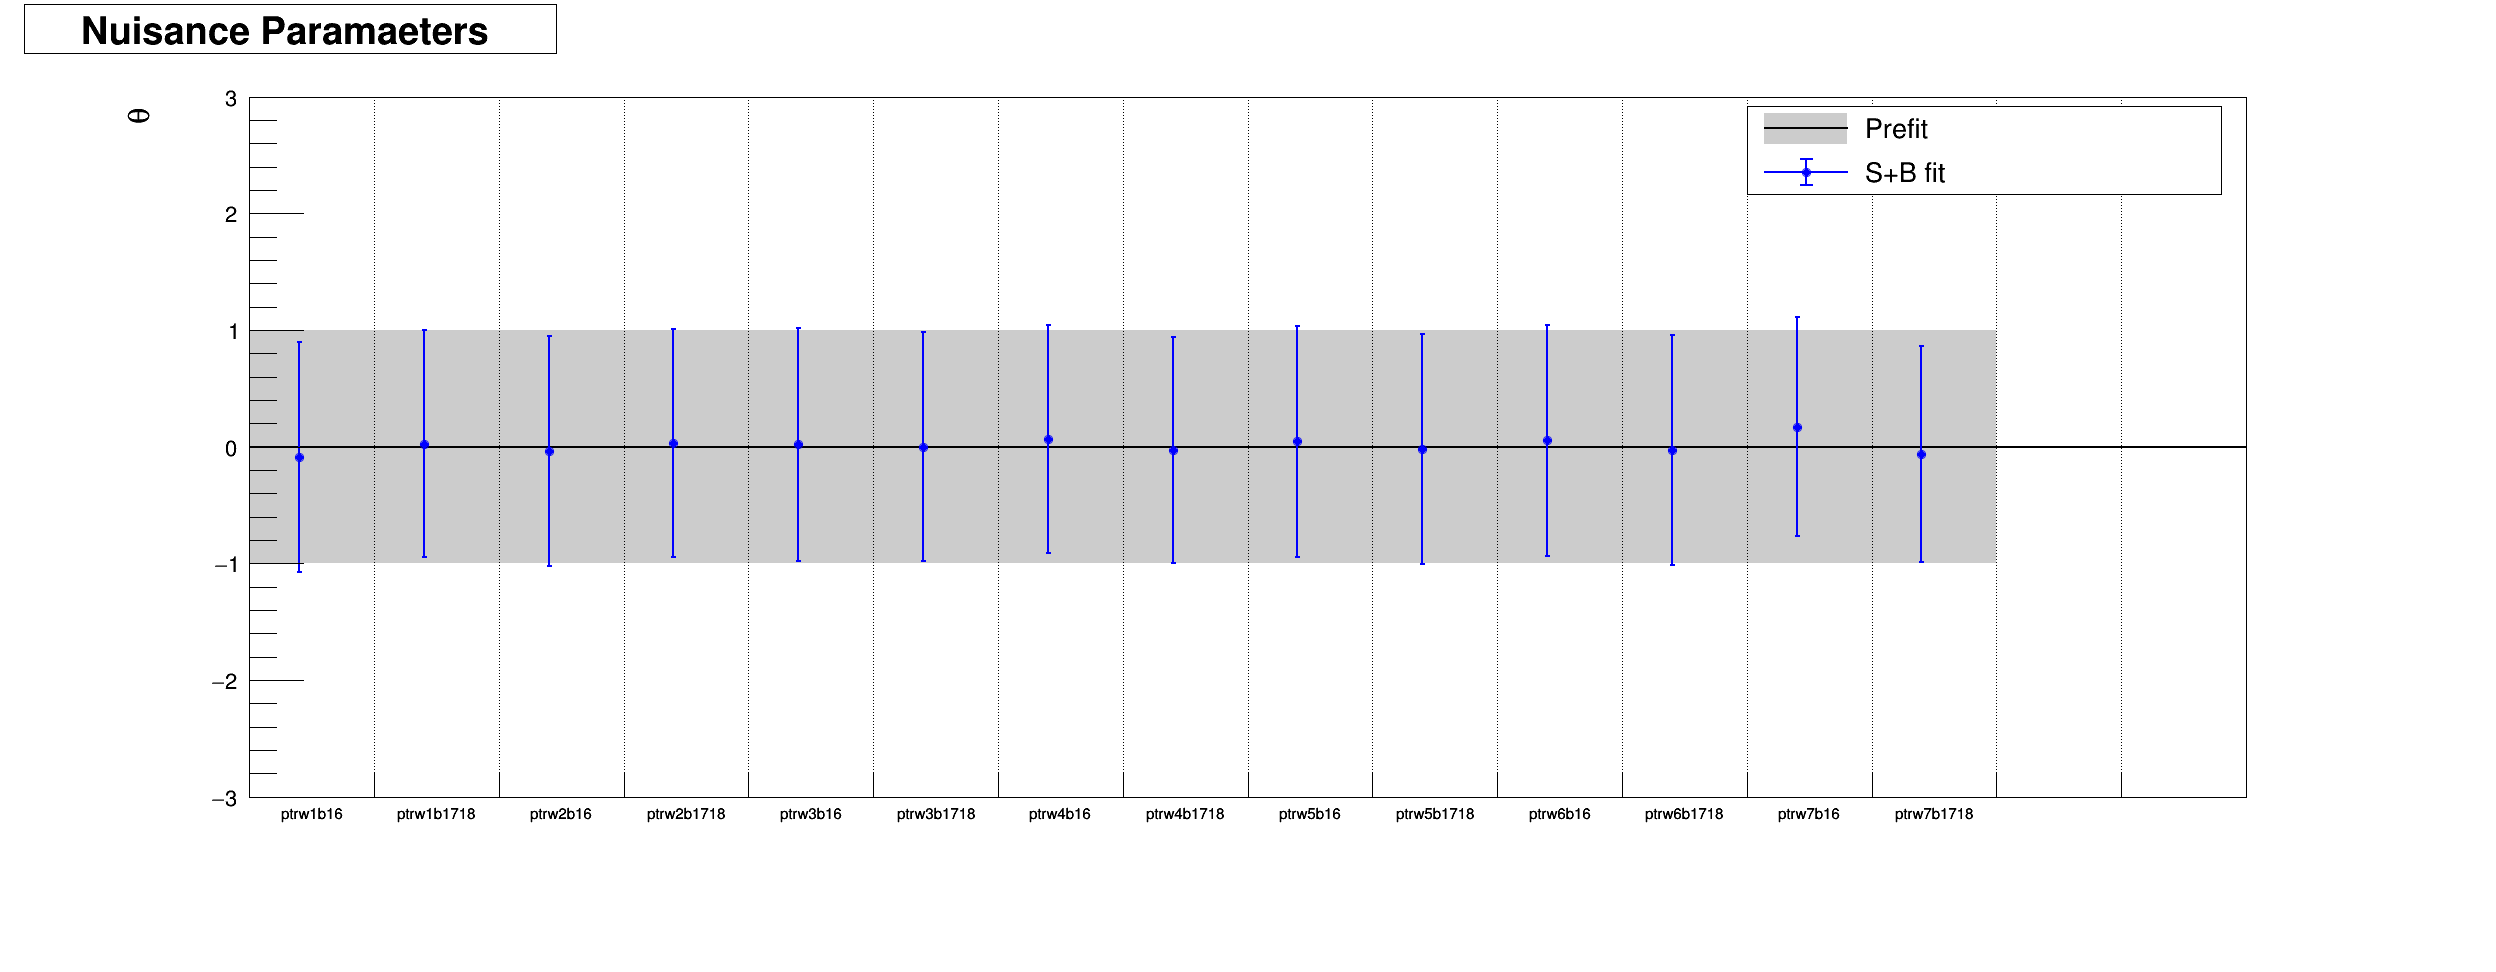 Nuisance Paramaeters
θ
3
2
1
0
−1
−2
−3
Prefit
S+B fit
ptrw1b16 ptrw1b1718 ptrw2b16 ptrw2b1718 ptrw3b16 ptrw3b1718 ptrw4b16 ptrw4b1718 ptrw5b16 ptrw5b1718 ptrw6b16 ptrw6b1718 ptrw7b16 ptrw7b1718